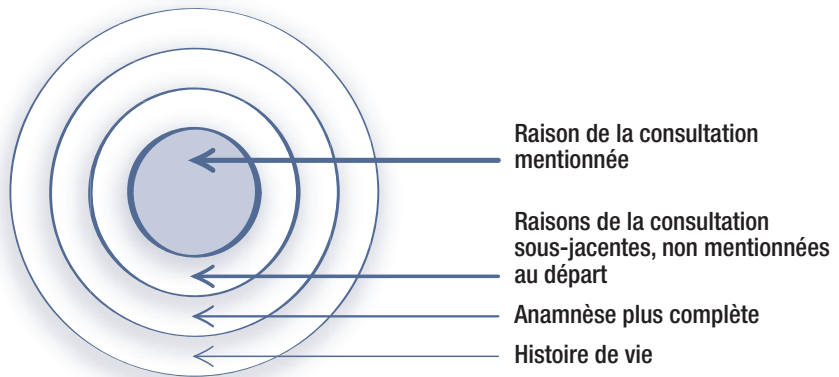 Raison de la consultation
mentionnée
Raisons de la consultation
sous-jacentes, non mentionnées
au départ
Anamnèse plus complète
Histoire de vie